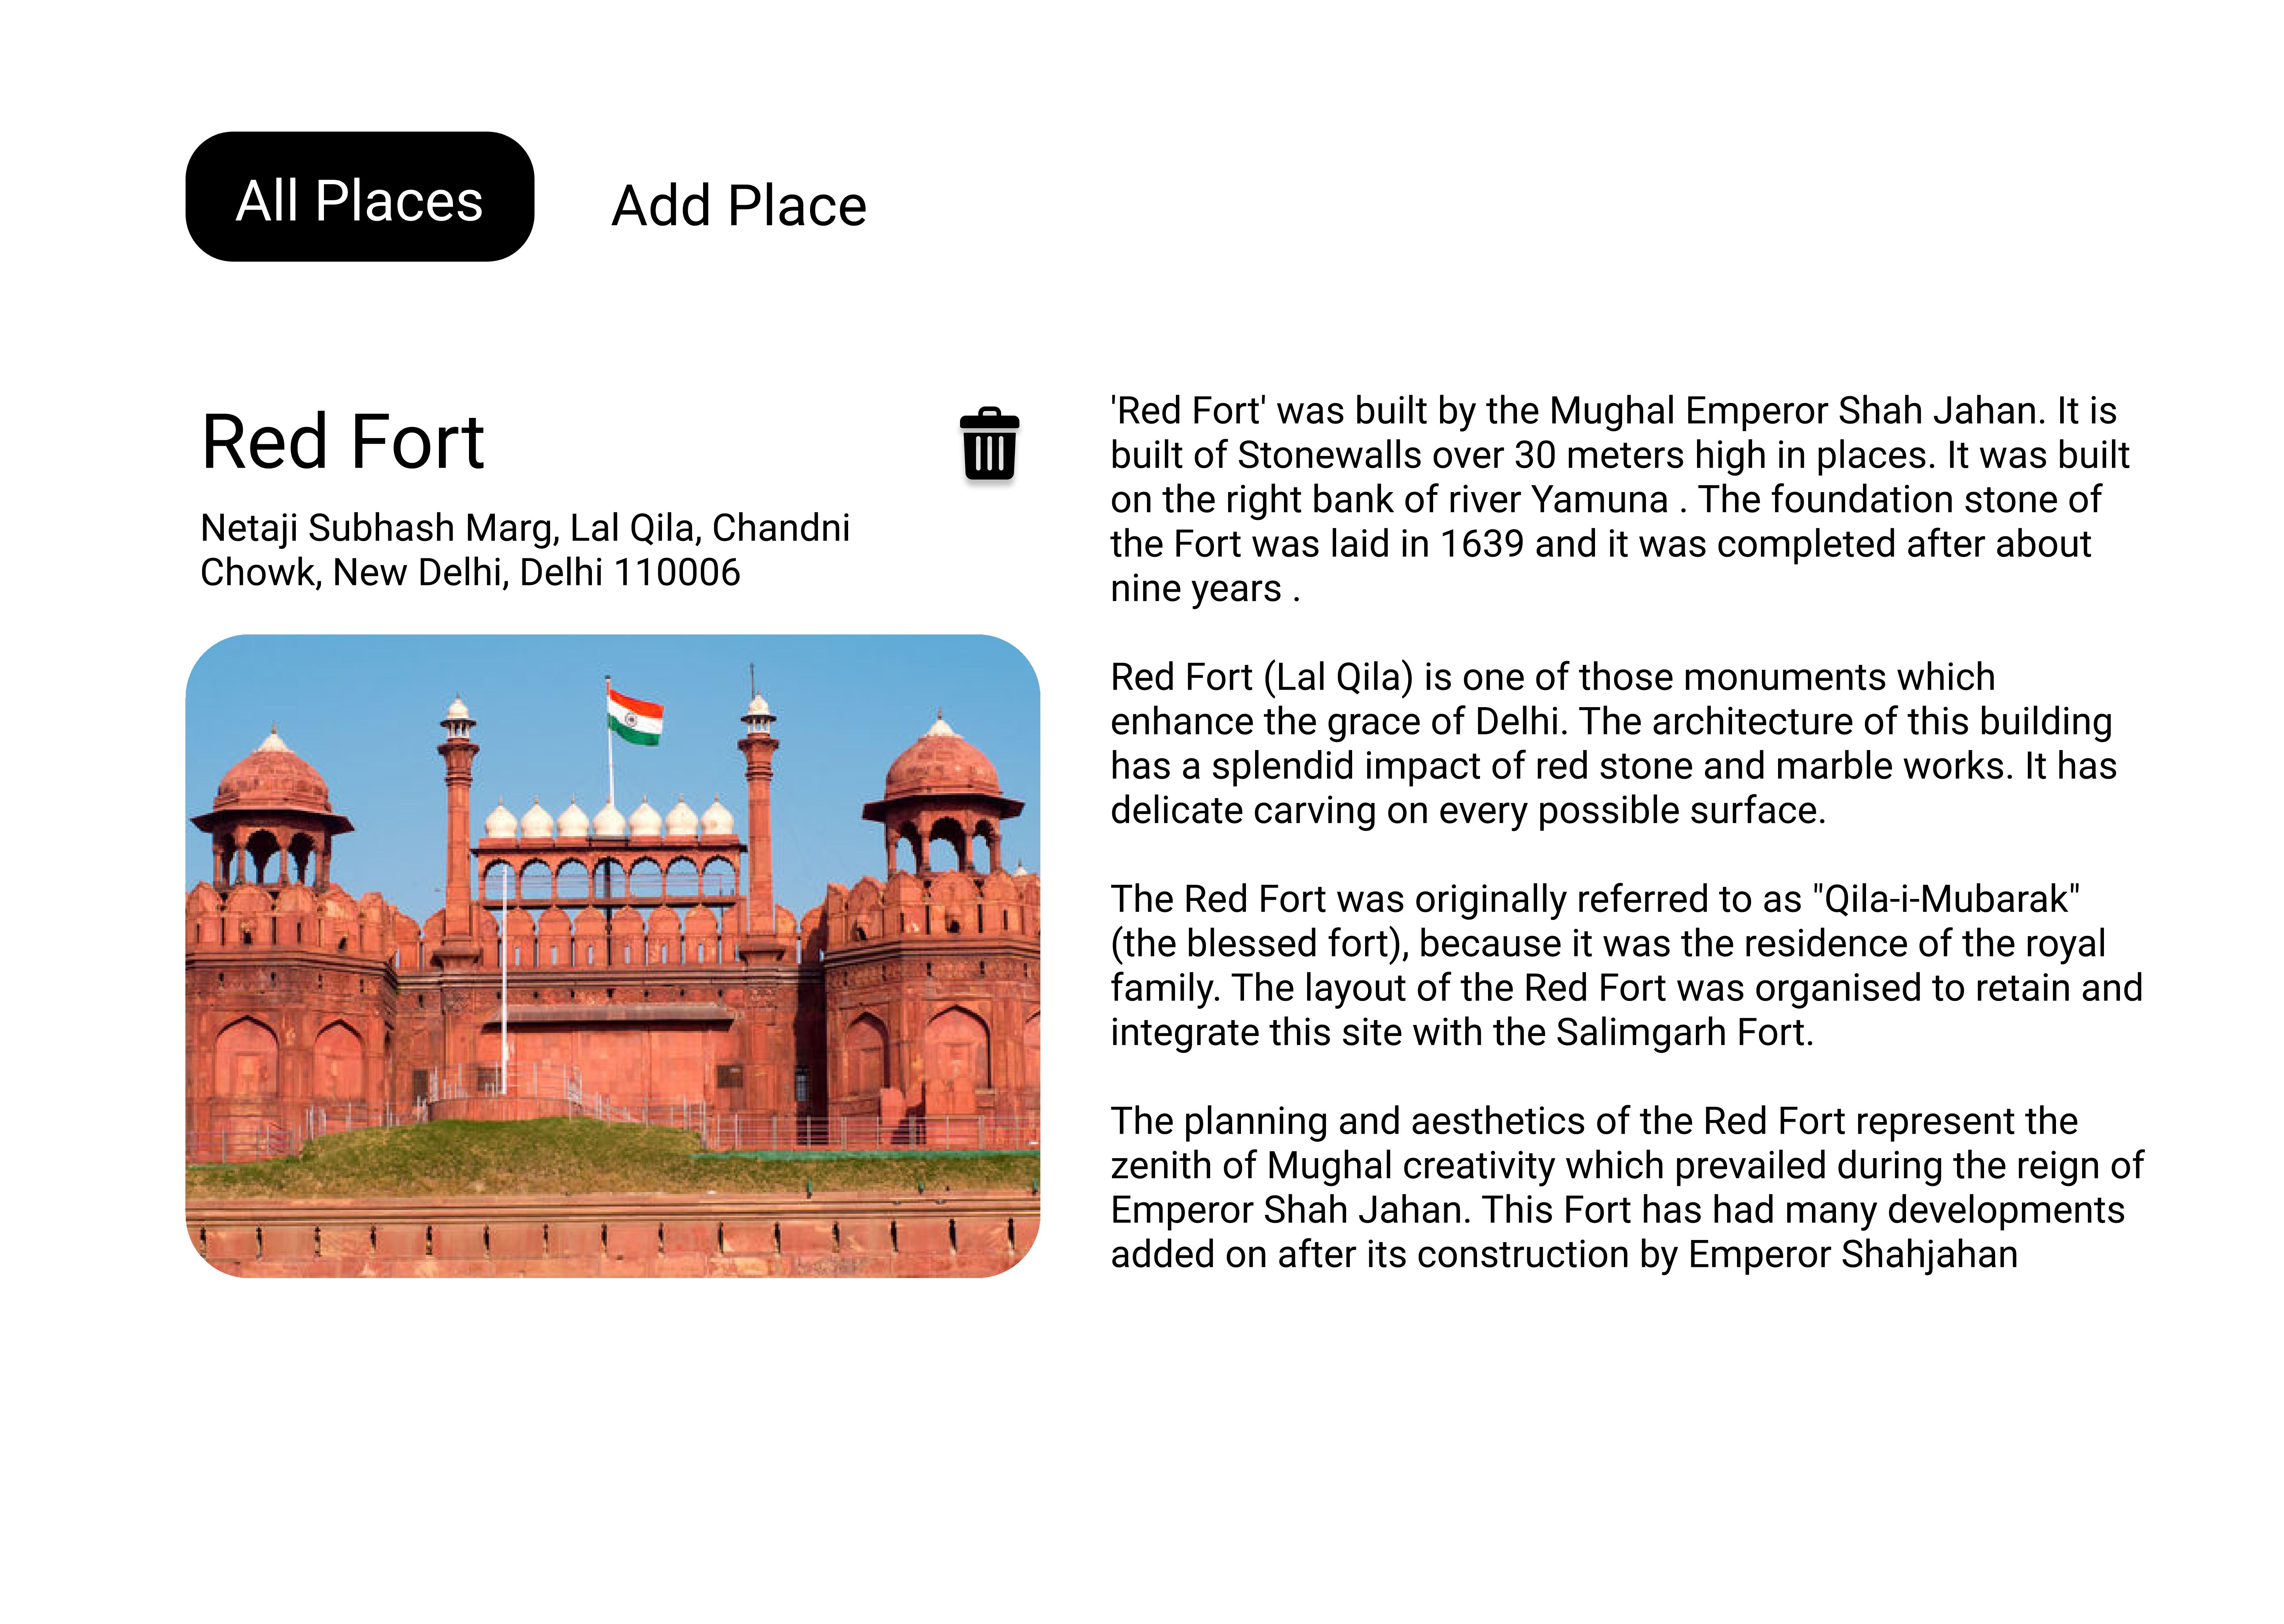 All Places
Add Place
Red Fort
Netaji Subhash Marg, Lal Qila, Chandni
Chowk, New Delhi, Delhi 110006
'Red Fort' was built by the Mughal Emperor Shah Jahan. It is
built of Stonewalls over 30 meters high in places. It was built
on the right bank of river Yamuna . The foundation stone of
the Fort was laid in 1639 and it was completed after about
nine years .
Red Fort (Lal Qila) is one of those monuments which
enhance the grace of Delhi. The architecture of this building
has a splendid impact of red stone and marble works. It has
delicate carving on every possible surface.
The Red Fort was originally referred to as "Qila-i-Mubarak"
(the blessed fort), because it was the residence of the royal
family. The layout of the Red Fort was organised to retain and
integrate this site with the Salimgarh Fort.
The planning and aesthetics of the Red Fort represent the
zenith of Mughal creativity which prevailed during the reign of
Emperor Shah Jahan. This Fort has had many developments
added on after its construction by Emperor Shahjahan